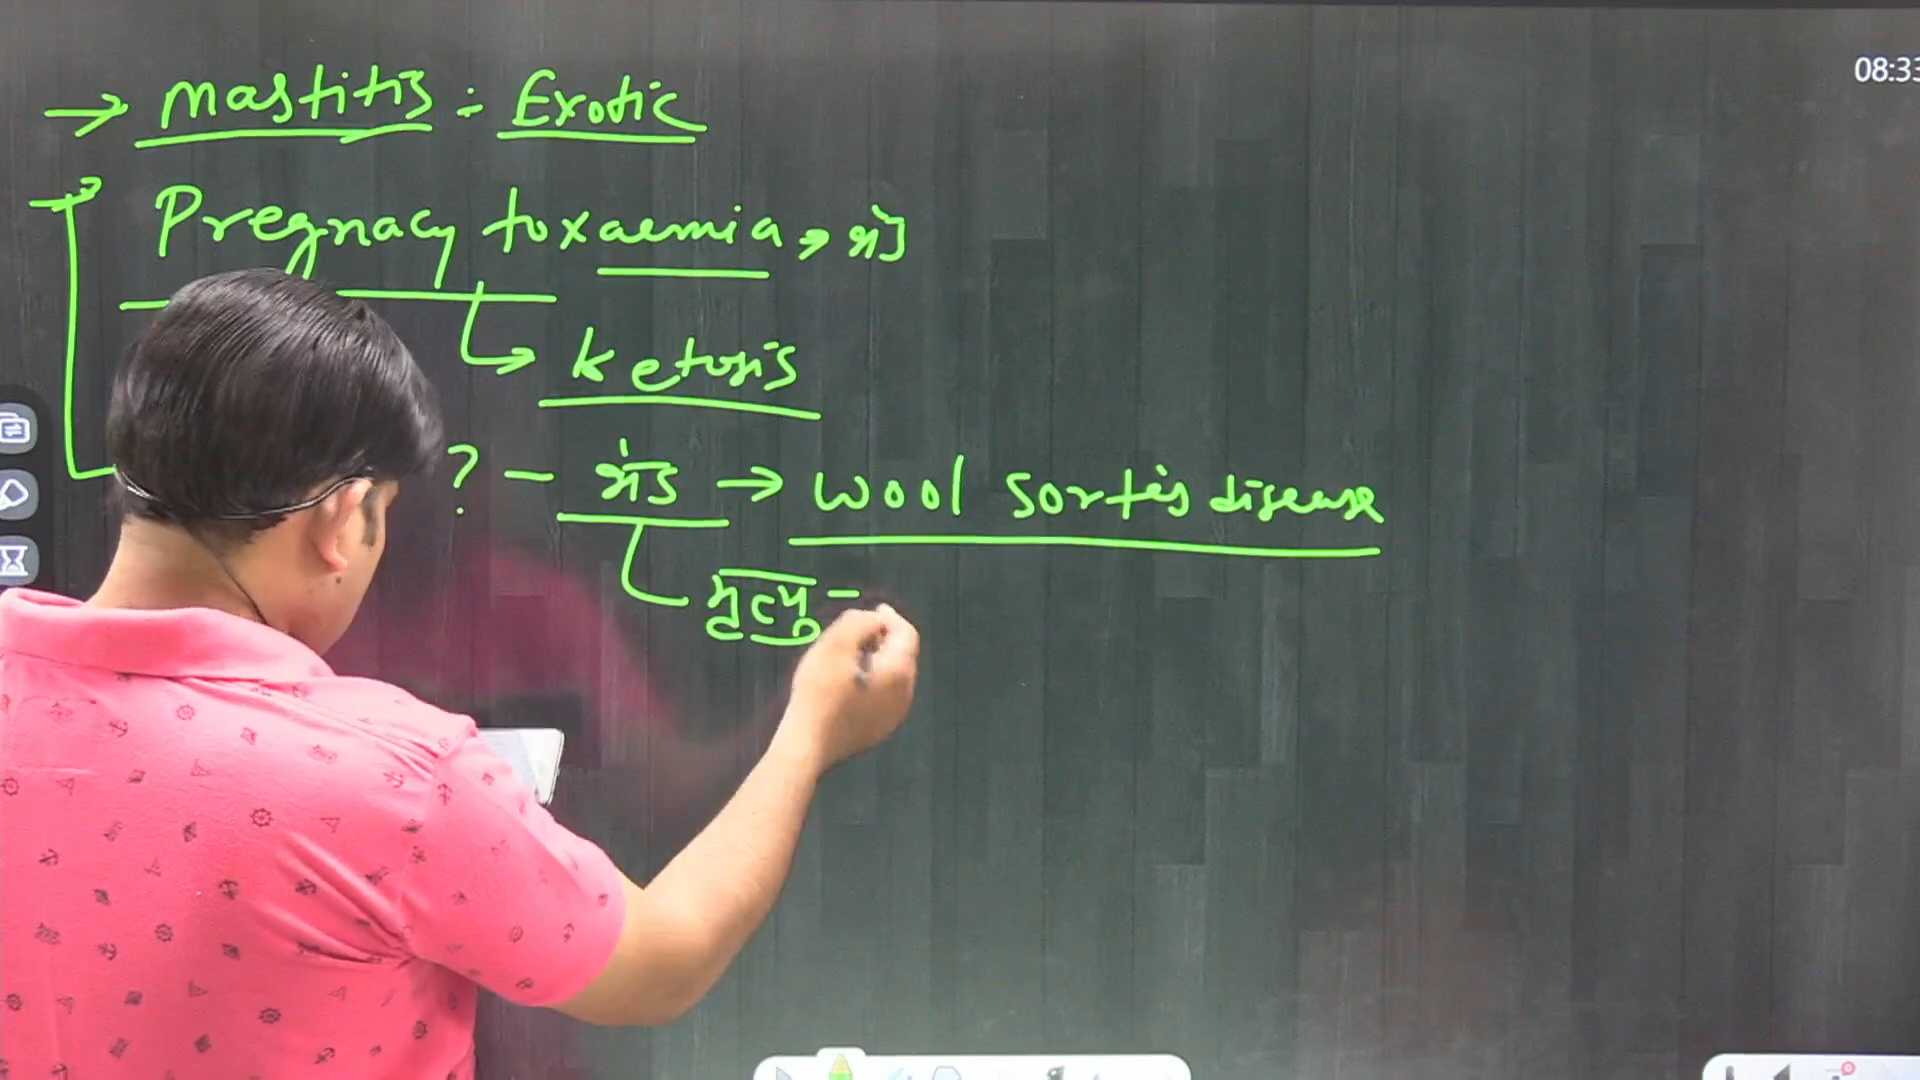 08:33
→ Mastitis : Exotic
Pregnacy toxaemia → भेड़
Ketosis
? - भेड़ → Wool Sorter's disease
मृत्यु -